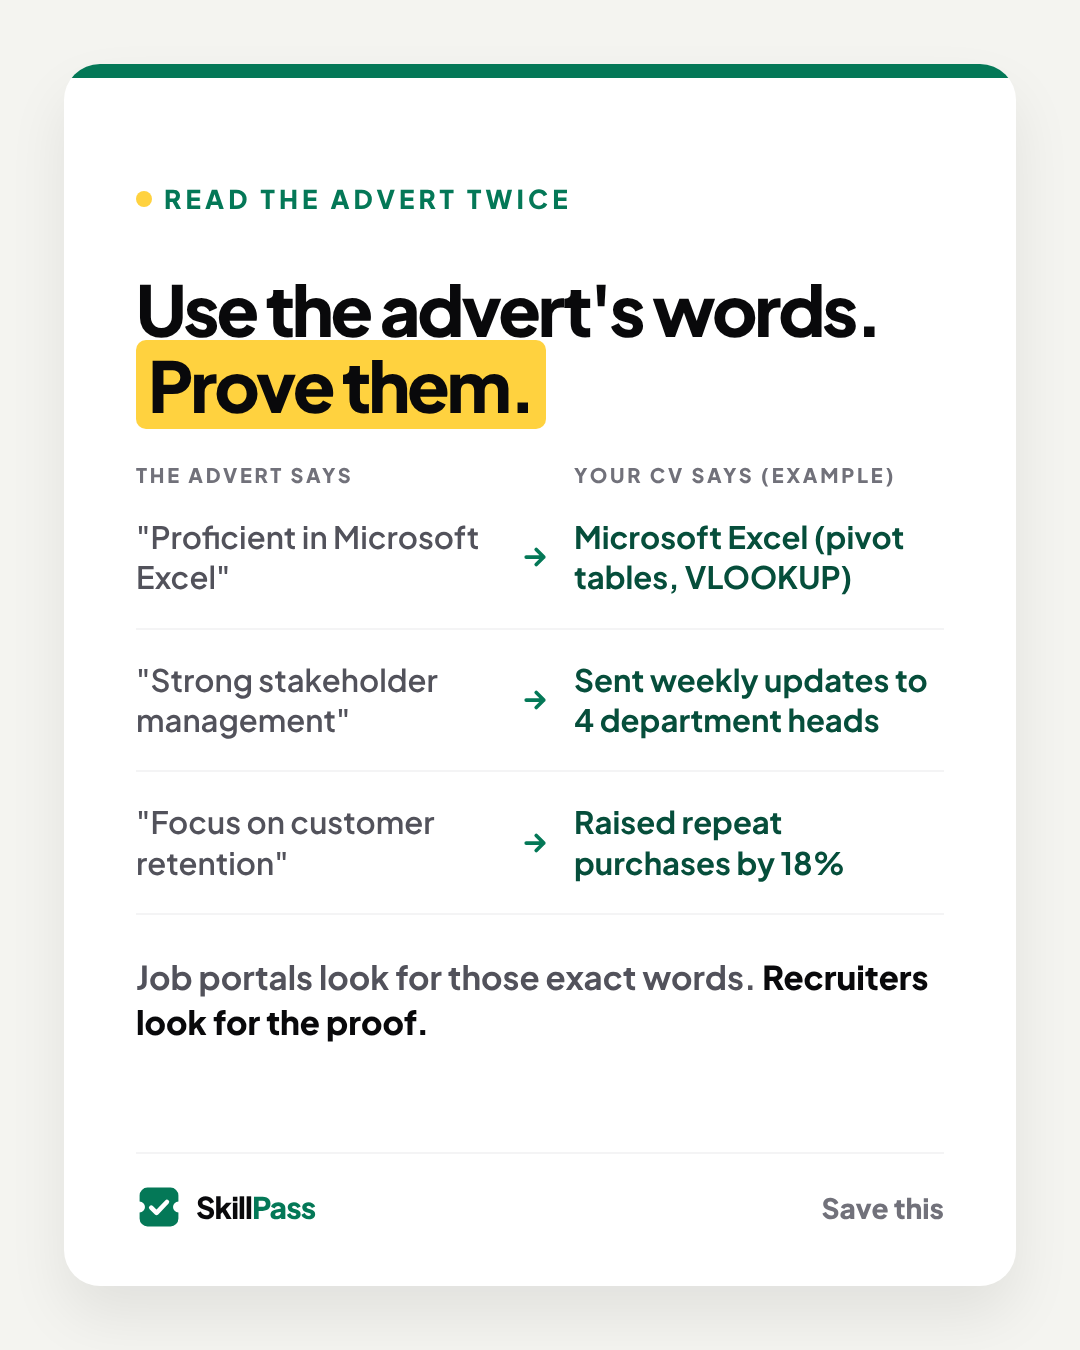 READ THE ADVERT TWICE
Use the advert's words.
Prove them.
THE ADVERT SAYS
YOUR CV SAYS (EXAMPLE)
"Proficient in Microsoft
Excel"
→
Microsoft Excel (pivot
tables, VLOOKUP)
"Strong stakeholder
management"
→
Sent weekly updates to
4 department heads
"Focus on customer
retention"
→
Raised repeat
purchases by 18%
Job portals look for those exact words. Recruiters
look for the proof.
SkillPass
Save this